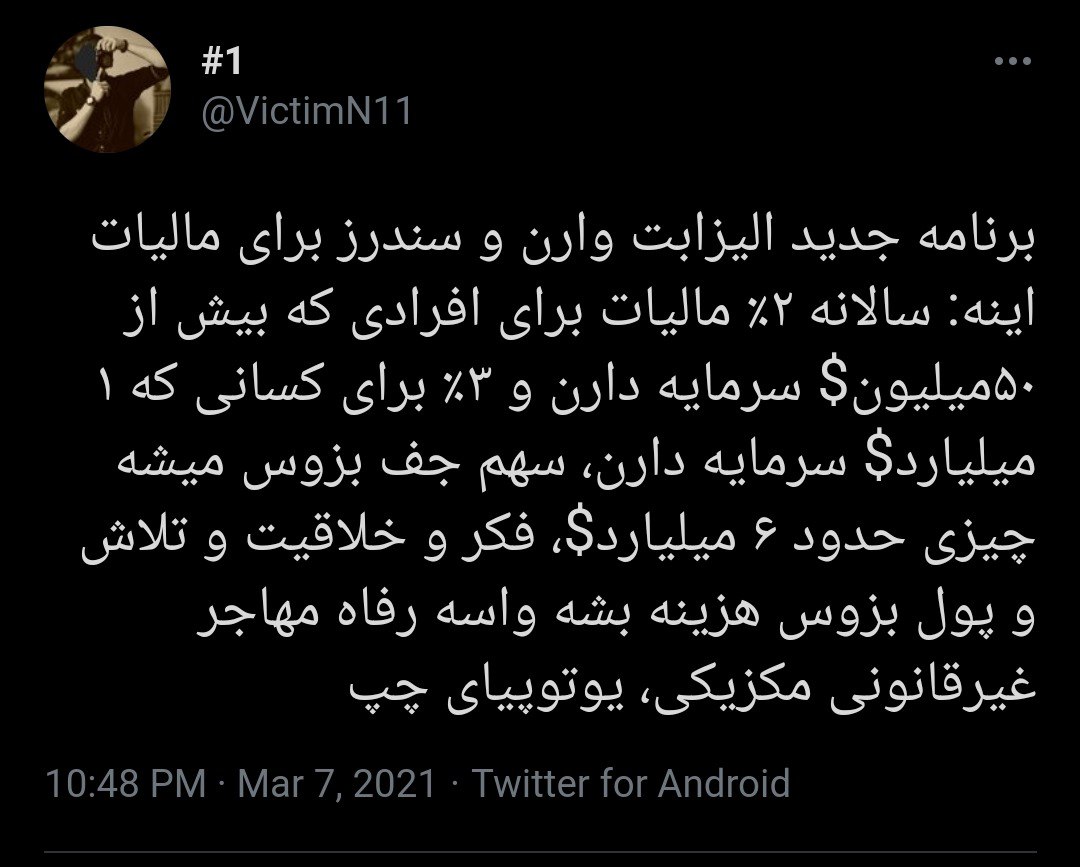 #1
@VictimN11
برنامه جدید الیزابت وارن و سندرز برای مالیات
اینه: سالانه ۲٪ مالیات برای افرادی که بیش از
۵۰میلیون$ سرمایه دارن و ۳٪ برای کسانی که ۱
میلیارد$ سرمایه دارن، سهم جف بزوس میشه
چیزی حدود ۶ میلیارد$، فکر و خلاقیت و تلاش
و پول بزوس هزینه بشه واسه رفاه مهاجر
غیرقانونی مکزیکی، یوتوپیای چپ
10:48 PM · Mar 7, 2021 · Twitter for Android